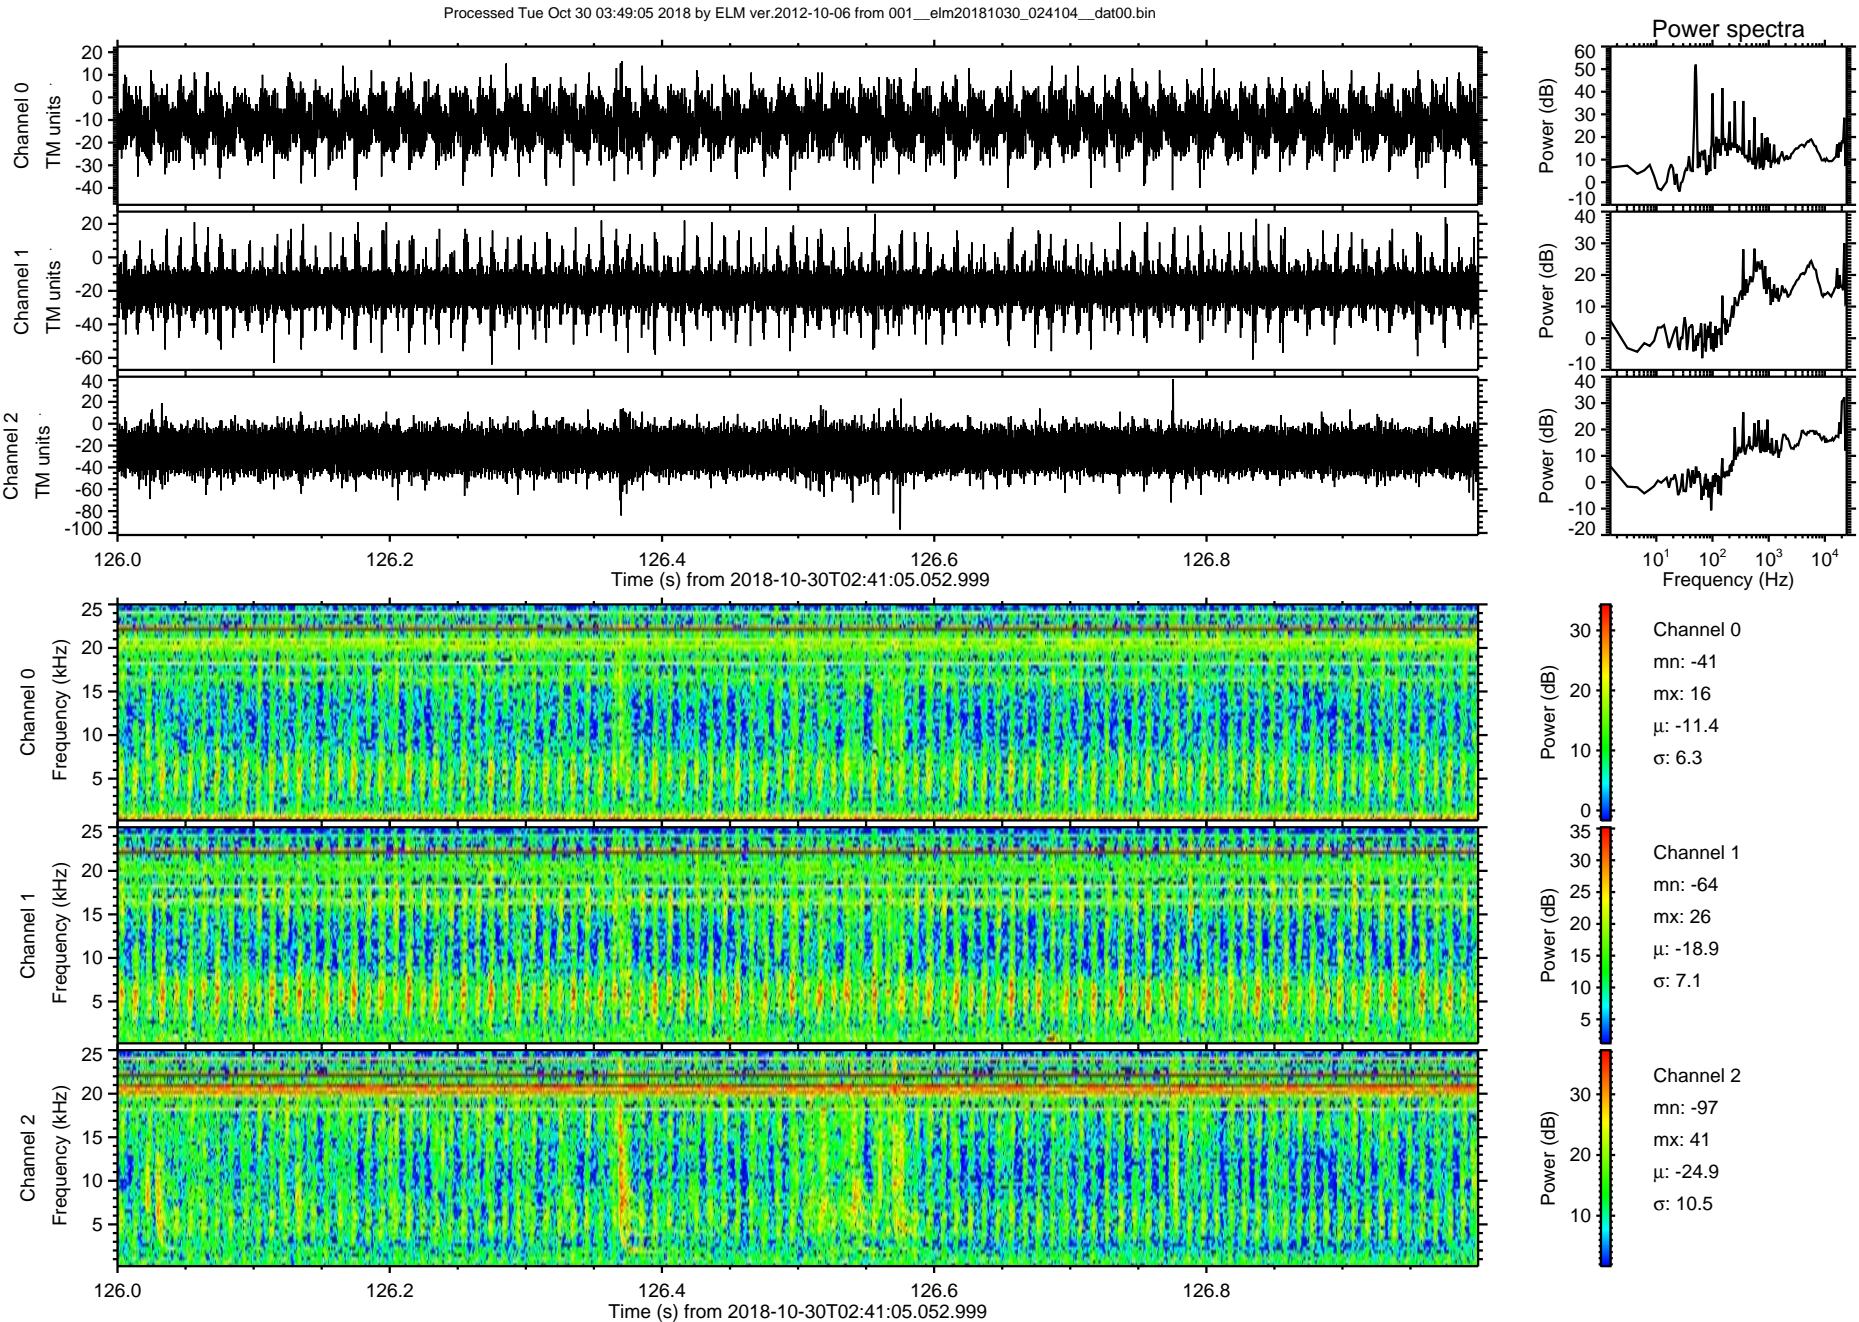 Processed Tue Oct 30 03:49:05 2018 by ELM ver.2012-10-06 from 001__elm20181030_024104__dat00.bin
Power spectra
Channel 0
TM units
20
10
0
-10
-20
-30
-40
Power (dB)
60
50
40
30
20
10
0
-10
Channel 1
TM units
20
0
-20
-40
-60
Power (dB)
40
30
20
10
0
-10
Channel 2
TM units
40
20
0
-20
-40
-60
-80
-100
Power (dB)
40
30
20
10
0
-10
-20
126.0 126.2 126.4 126.6 126.8
Time (s) from 2018-10-30T02:41:05.052.999
10¹ 10² 10³ 10⁴
Frequency (Hz)
Channel 0
Frequency (kHz)
25
20
15
10
5
Power (dB)
30
20
10
0
Channel 0
mn: -41
mx: 16
μ: -11.4
σ: 6.3
Channel 1
Frequency (kHz)
25
20
15
10
5
Power (dB)
35
30
25
20
15
10
5
Channel 1
mn: -64
mx: 26
μ: -18.9
σ: 7.1
Channel 2
Frequency (kHz)
25
20
15
10
5
Power (dB)
30
20
10
Channel 2
mn: -97
mx: 41
μ: -24.9
σ: 10.5
126.0 126.2 126.4 126.6 126.8
Time (s) from 2018-10-30T02:41:05.052.999